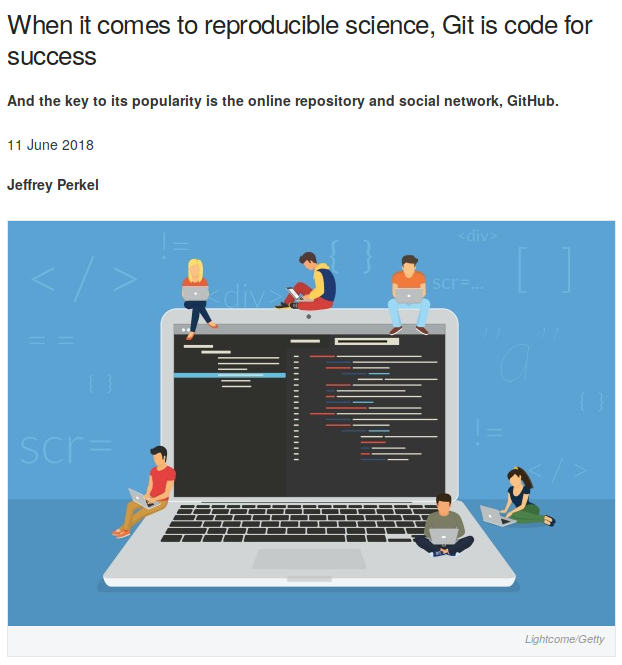 When it comes to reproducible science, Git is code for
success
And the key to its popularity is the online repository and social network, GitHub.
11 June 2018
Jeffrey Perkel
!=
{ }
<div>
</>
[ ]
scr=...
<div>
==
" "
a
{ }
{ }
scr=
!=
</>
Lightcome/Getty